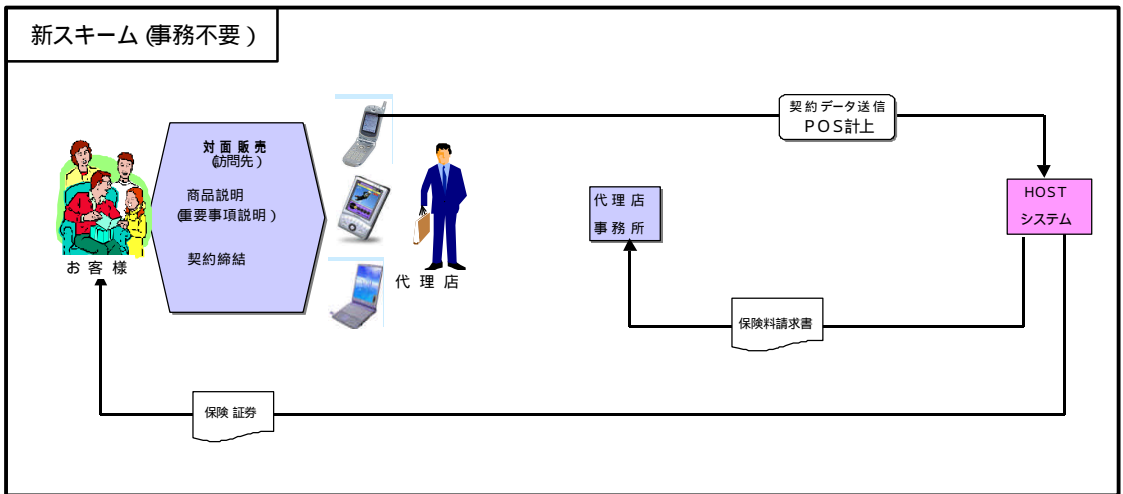 新スキーム (事務不要)
対面販売
(訪問先)
商品説明
(重要事項説明)
契約締結
お客様
代理店
契約データ送信
POS計上
代理店
事務所
HOST
システム
保険料請求書
保険証券